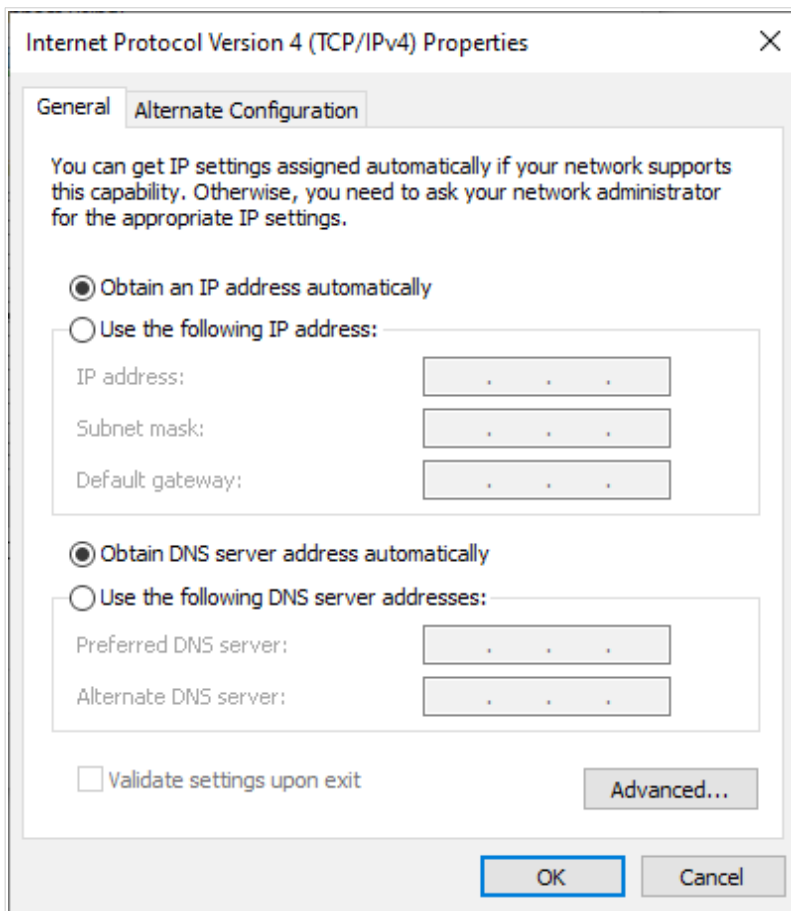 Internet Protocol Version 4 (TCP/IPv4) Properties
General
Alternate Configuration
You can get IP settings assigned automatically if your network supports
this capability. Otherwise, you need to ask your network administrator
for the appropriate IP settings.
Obtain an IP address automatically
Use the following IP address:
IP address: . . .
Subnet mask: . . .
Default gateway: . . .
Obtain DNS server address automatically
Use the following DNS server addresses:
Preferred DNS server: . . .
Alternate DNS server: . . .
Validate settings upon exit
Advanced...
OK
Cancel